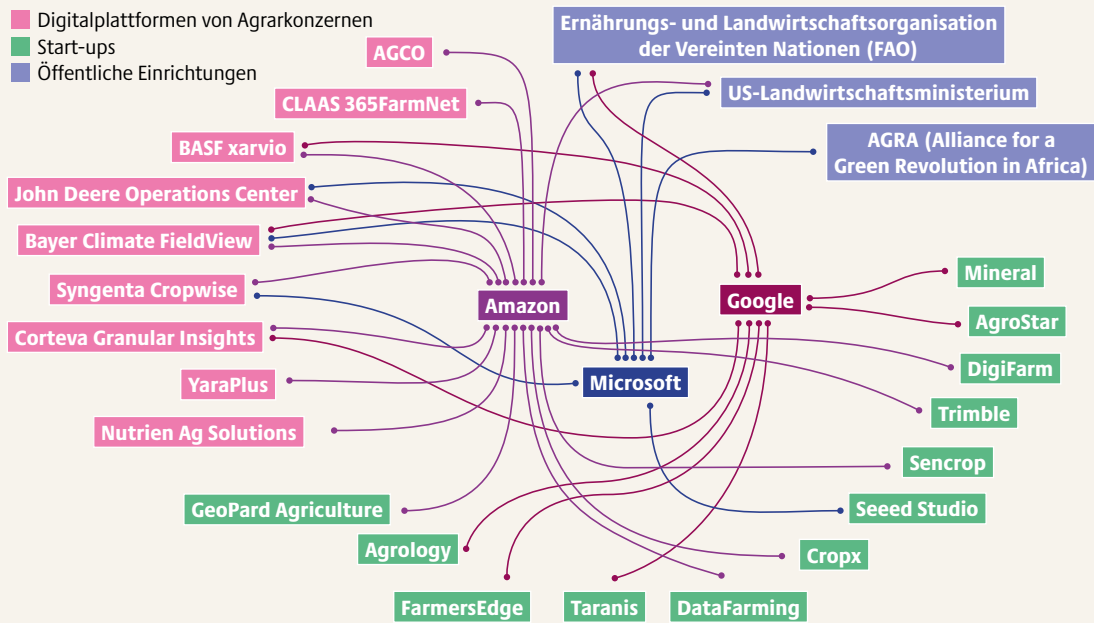 Digitalplattformen von Agrarkonzernen
Start-ups
Öffentliche Einrichtungen
Ernährungs- und Landwirtschaftsorganisation
der Vereinten Nationen (FAO)
AGCO
US-Landwirtschaftsministerium
CLAAS 365FarmNet
AGRA (Alliance for a
Green Revolution in Africa)
BASF xarvio
John Deere Operations Center
Bayer Climate FieldView
Syngenta Cropwise
Corteva Granular Insights
YaraPlus
Nutrien Ag Solutions
Amazon
Google
Microsoft
Mineral
AgroStar
DigiFarm
Trimble
Sencrop
Seeed Studio
Cropx
GeoPard Agriculture
Agrology
FarmersEdge
Taranis
DataFarming